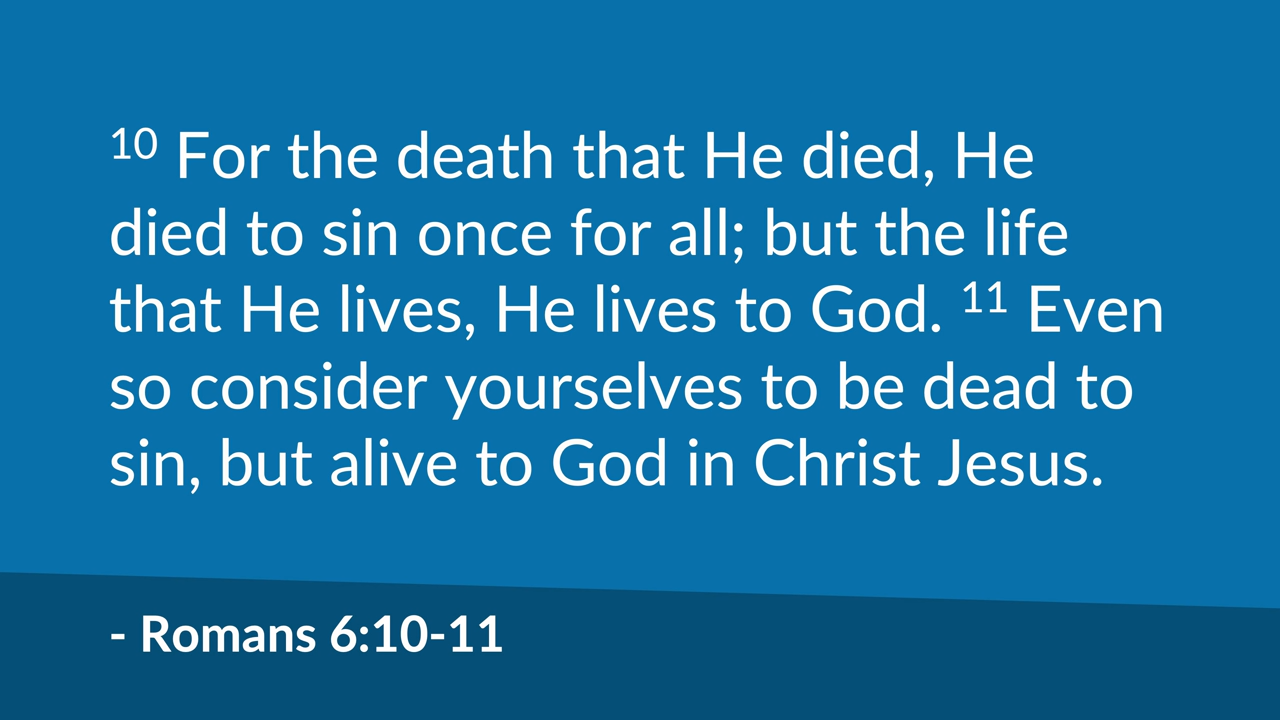 10 For the death that He died, He
died to sin once for all; but the life
that He lives, He lives to God. 11 Even
so consider yourselves to be dead to
sin, but alive to God in Christ Jesus.
- Romans 6:10-11